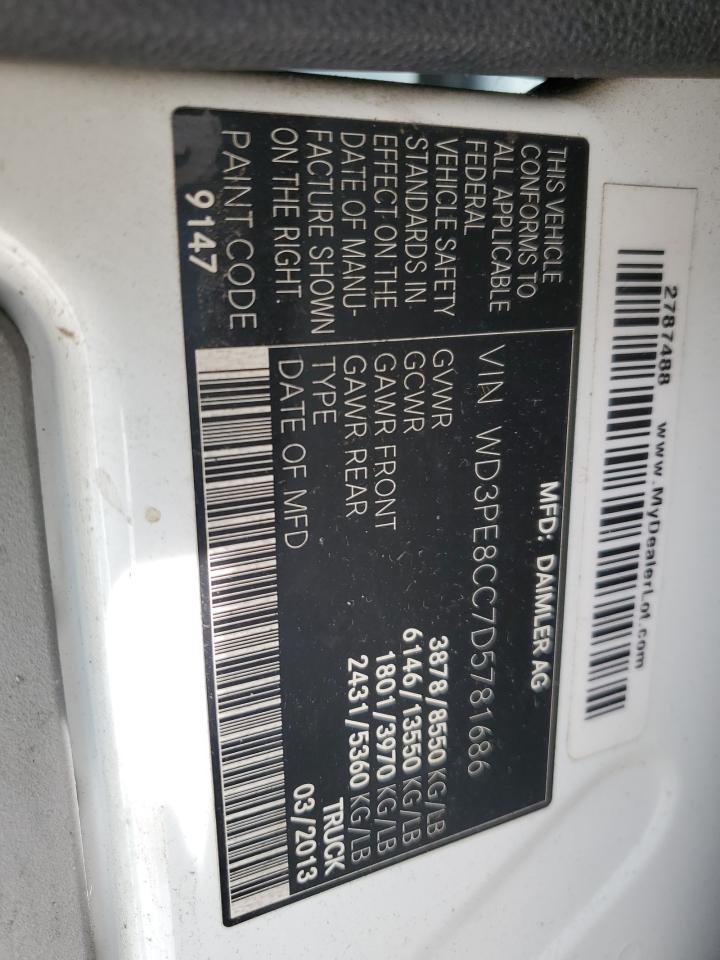 2787488 www.MyDealerLot.com
MFD: DAIMLER AG
THIS VEHICLE
CONFORMS TO
ALL APPLICABLE
FEDERAL
VEHICLE SAFETY
STANDARDS IN
EFFECT ON THE
DATE OF MANU-
FACTURE SHOWN
ON THE RIGHT.
PAINT CODE
9147
VIN WD3PE8CC7D5781686
GVWR 3878/8550 KG/LB
GCWR 6146/13550 KG/LB
GAWR FRONT 1801/3970 KG/LB
GAWR REAR 2431/5360 KG/LB
TYPE TRUCK
DATE OF MFD 03/2013